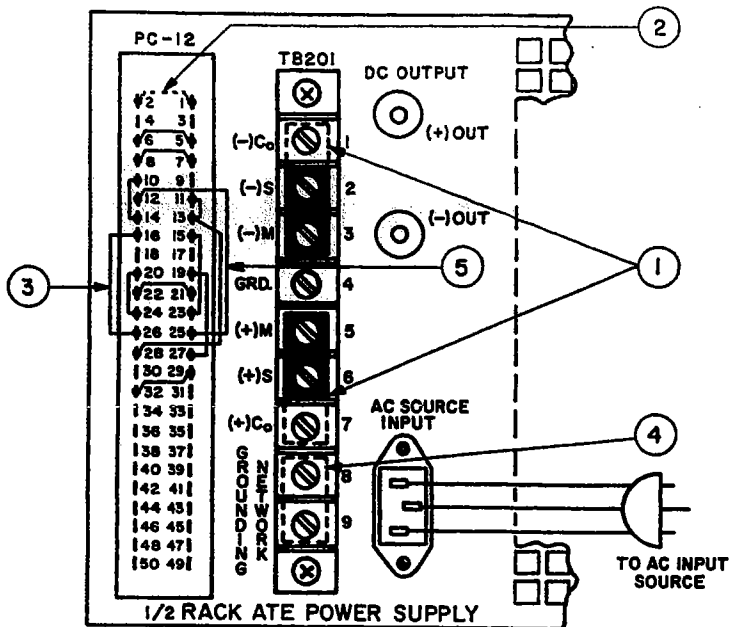 PC-12
2
TB201
DC OUTPUT
(+) OUT
(-) OUT
2 1
4 3
6 5
8 7
10 9
12 11
14 13
16 15
18 17
20 19
22 21
24 23
26 25
28 27
30 29
32 31
34 33
36 35
38 37
40 39
42 41
44 43
46 45
48 47
50 49
(-)Co 1
(-)S 2
(-)M 3
GRD. 4
(+)M 5
(+)S 6
(+)Co 7
8
9
GROUNDING
NETWORK
3
5
1
4
AC SOURCE
INPUT
TO AC INPUT
SOURCE
1/2 RACK ATE POWER SUPPLY